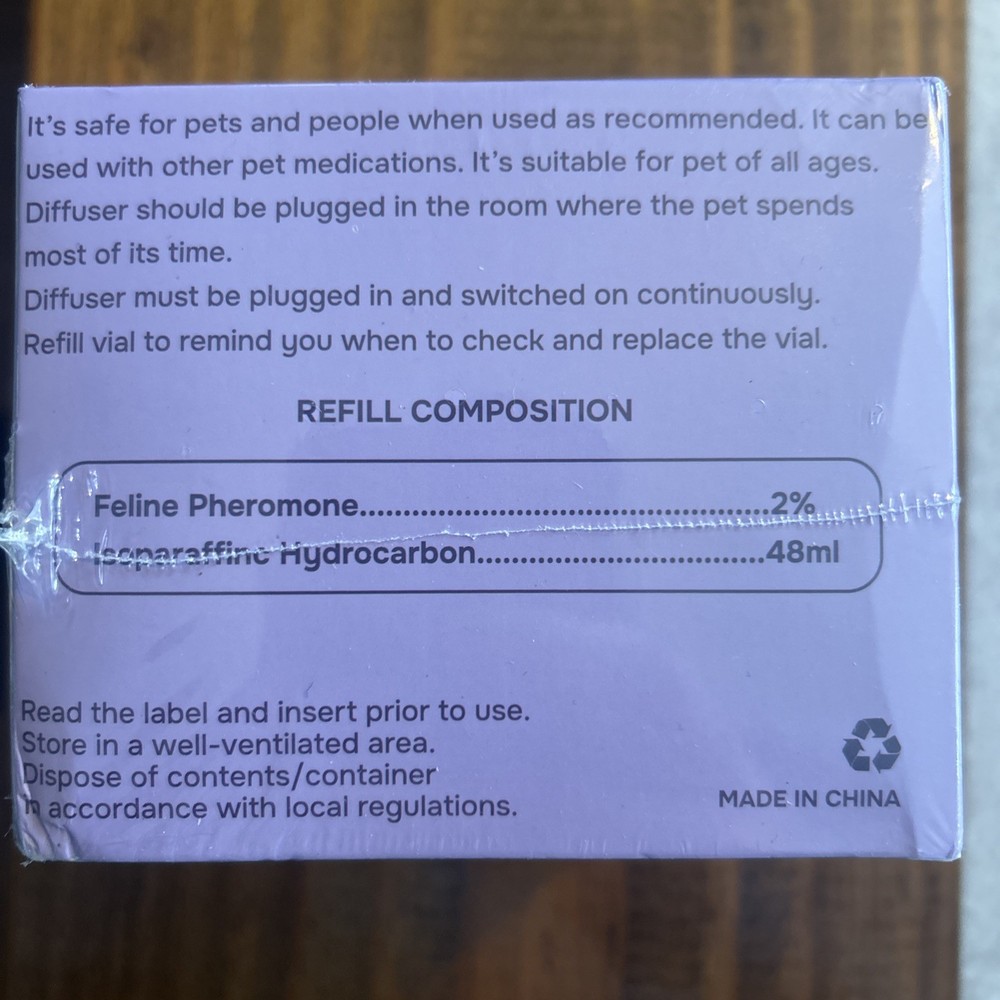 It's safe for pets and people when used as recommended. It can be
used with other pet medications. It's suitable for pet of all ages.
Diffuser should be plugged in the room where the pet spends
most of its time.
Diffuser must be plugged in and switched on continuously.
Refill vial to remind you when to check and replace the vial.
REFILL COMPOSITION
Feline Pheromone................................................2%
Isoparaffinc Hydrocarbon..................................48ml
Read the label and insert prior to use.
Store in a well-ventilated area.
Dispose of contents/container
in accordance with local regulations.
MADE IN CHINA